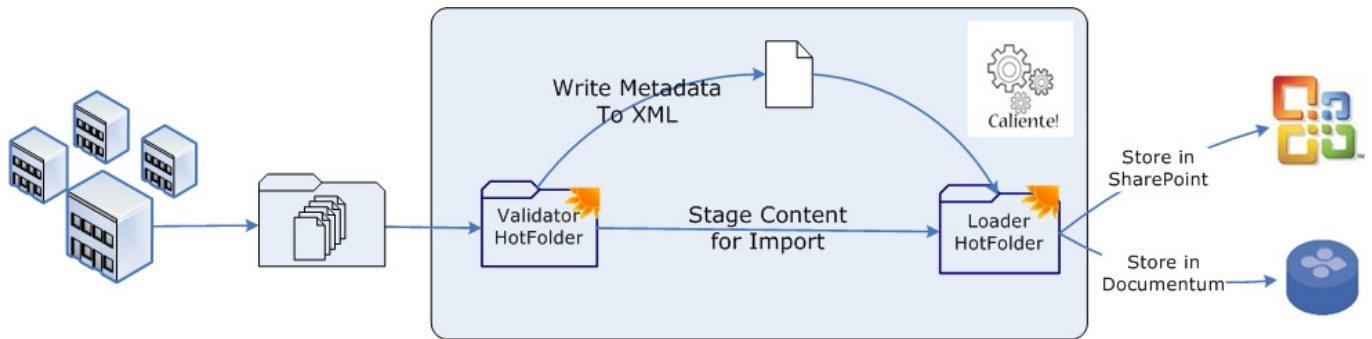 Write Metadata
To XML
Caliente!
Validator
HotFolder
Stage Content
for Import
Loader
HotFolder
Store in
SharePoint
Store in
Documentum